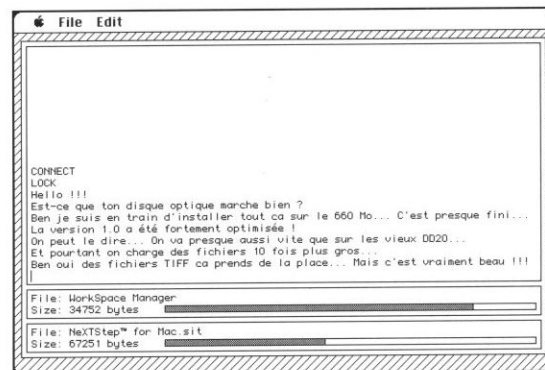 File Edit
CONNECT
LOCK
Hello !!!
Est-ce que ton disque optique marche bien ?
Ben je suis en train d'installer tout ca sur le 660 Mo... C'est presque fini...
La version 1.0 a été fortement optimisée !
On peut le dire... On va presque aussi vite que sur les vieux DD20...
Et pourtant on charge des fichiers 10 fois plus gros...
Ben oui des fichiers TIFF ca prends de la place... Mais c'est vraiment beau !!!
File: WorkSpace Manager
Size: 34752 bytes
File: NeXTStep™ for Mac.sit
Size: 67251 bytes